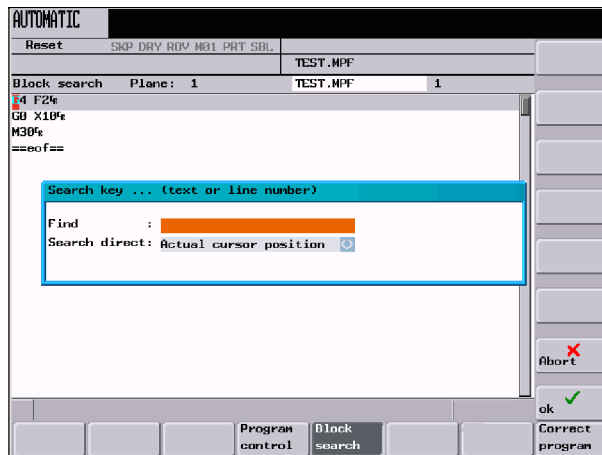 AUTOMATIC
Reset SKP DRY ROV M01 PRT SBL
TEST.MPF
Block search Plane: 1 TEST.MPF 1
F4 F2
G0 X10
M30
==eof==
Search key ... (text or line number)
Find :
Search direct: Actual cursor position
Abort
ok
Program control
Block search
Correct program